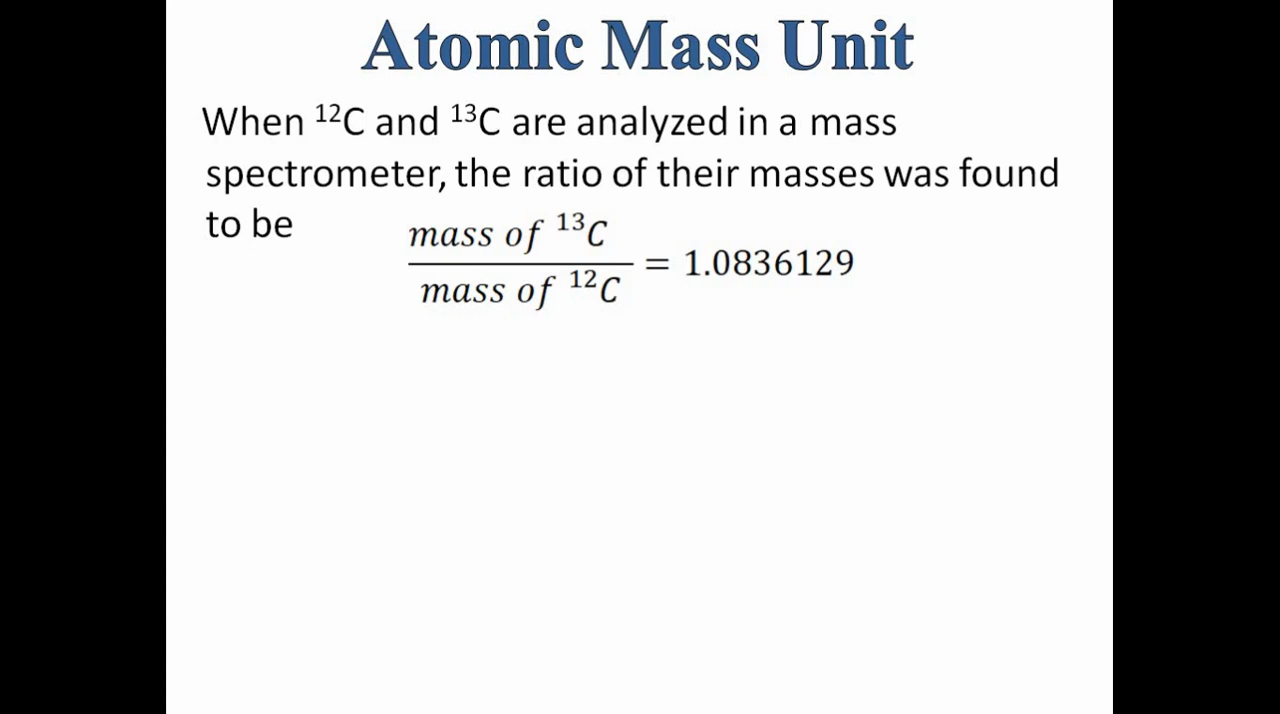 Atomic Mass Unit
When ¹²C and ¹³C are analyzed in a mass
spectrometer, the ratio of their masses was found
to be
mass of ¹³C
mass of ¹²C
= 1.0836129